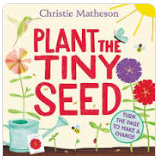 Christie Matheson
PLANT THE
TINY
SEED
TURN
THE PAGE
TO MAKE A
CHANGE